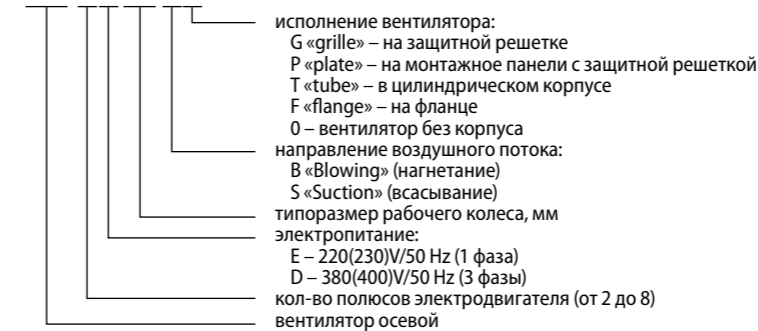 исполнение вентилятора:
G «grille» – на защитной решетке
P «plate» – на монтажное панели с защитной решеткой
T «tube» – в цилиндрическом корпусе
F «flange» – на фланце
0 – вентилятор без корпуса
направление воздушного потока:
B «Blowing» (нагнетание)
S «Suction» (всасывание)
типоразмер рабочего колеса, мм
электропитание:
E – 220(230)V/50 Hz (1 фаза)
D – 380(400)V/50 Hz (3 фазы)
кол-во полюсов электродвигателя (от 2 до 8)
вентилятор осевой